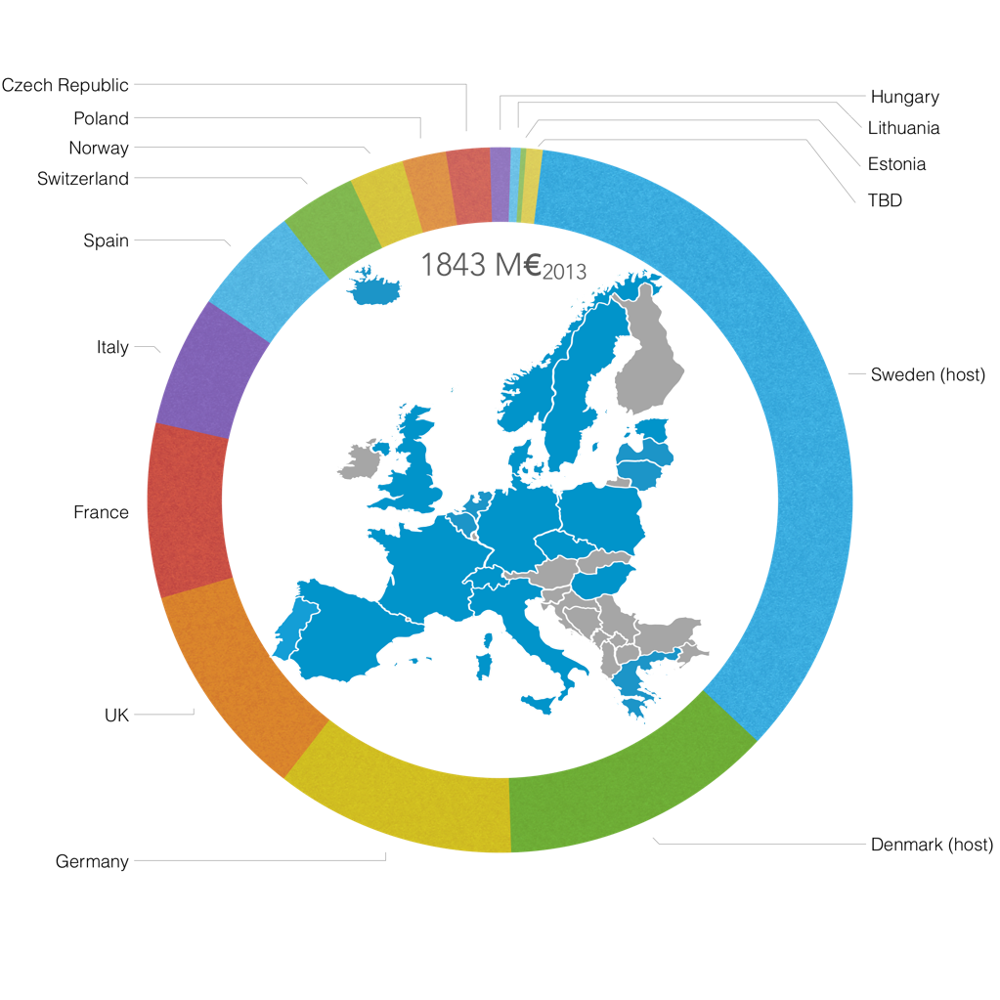 Czech Republic
Poland
Norway
Switzerland
Spain
Italy
France
UK
Germany
Hungary
Lithuania
Estonia
TBD
Sweden (host)
Denmark (host)
1843 M€2013